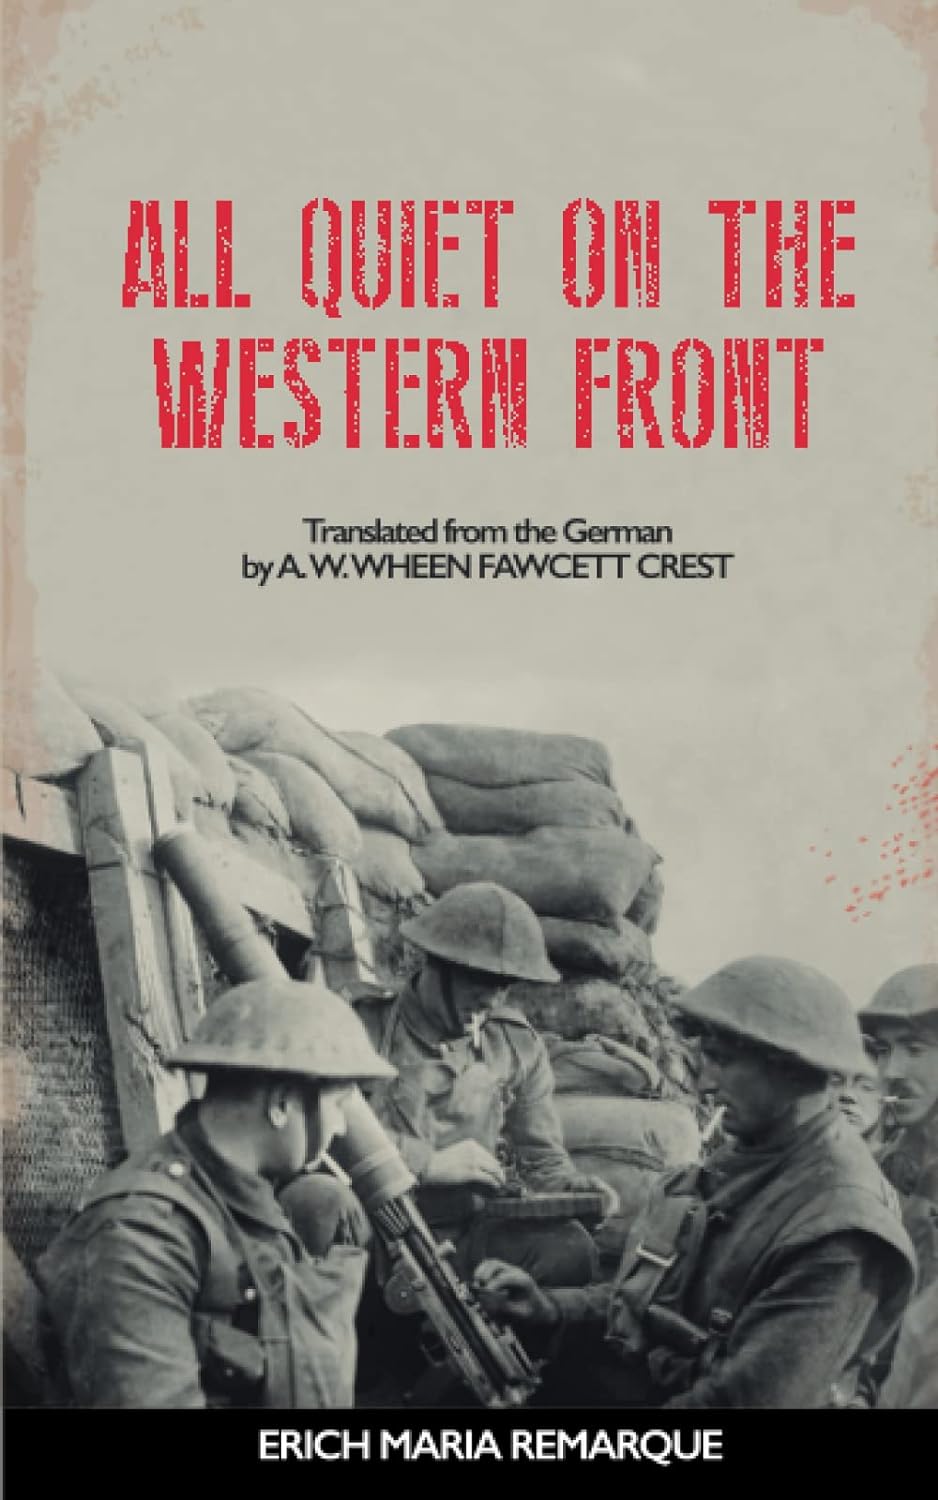 ALL QUIET ON THE
WESTERN FRONT
Translated from the German
by A. W. WHEEN FAWCETT CREST
ERICH MARIA REMARQUE